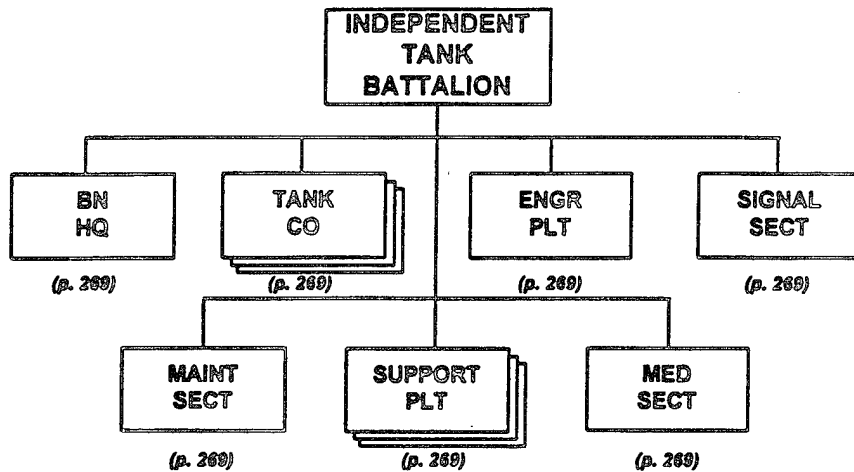 INDEPENDENT
TANK
BATTALION
BN
HQ
(p. 269)
TANK
CO
(p. 269)
ENGR
PLT
(p. 269)
SIGNAL
SECT
(p. 269)
MAINT
SECT
(p. 269)
SUPPORT
PLT
(p. 269)
MED
SECT
(p. 269)